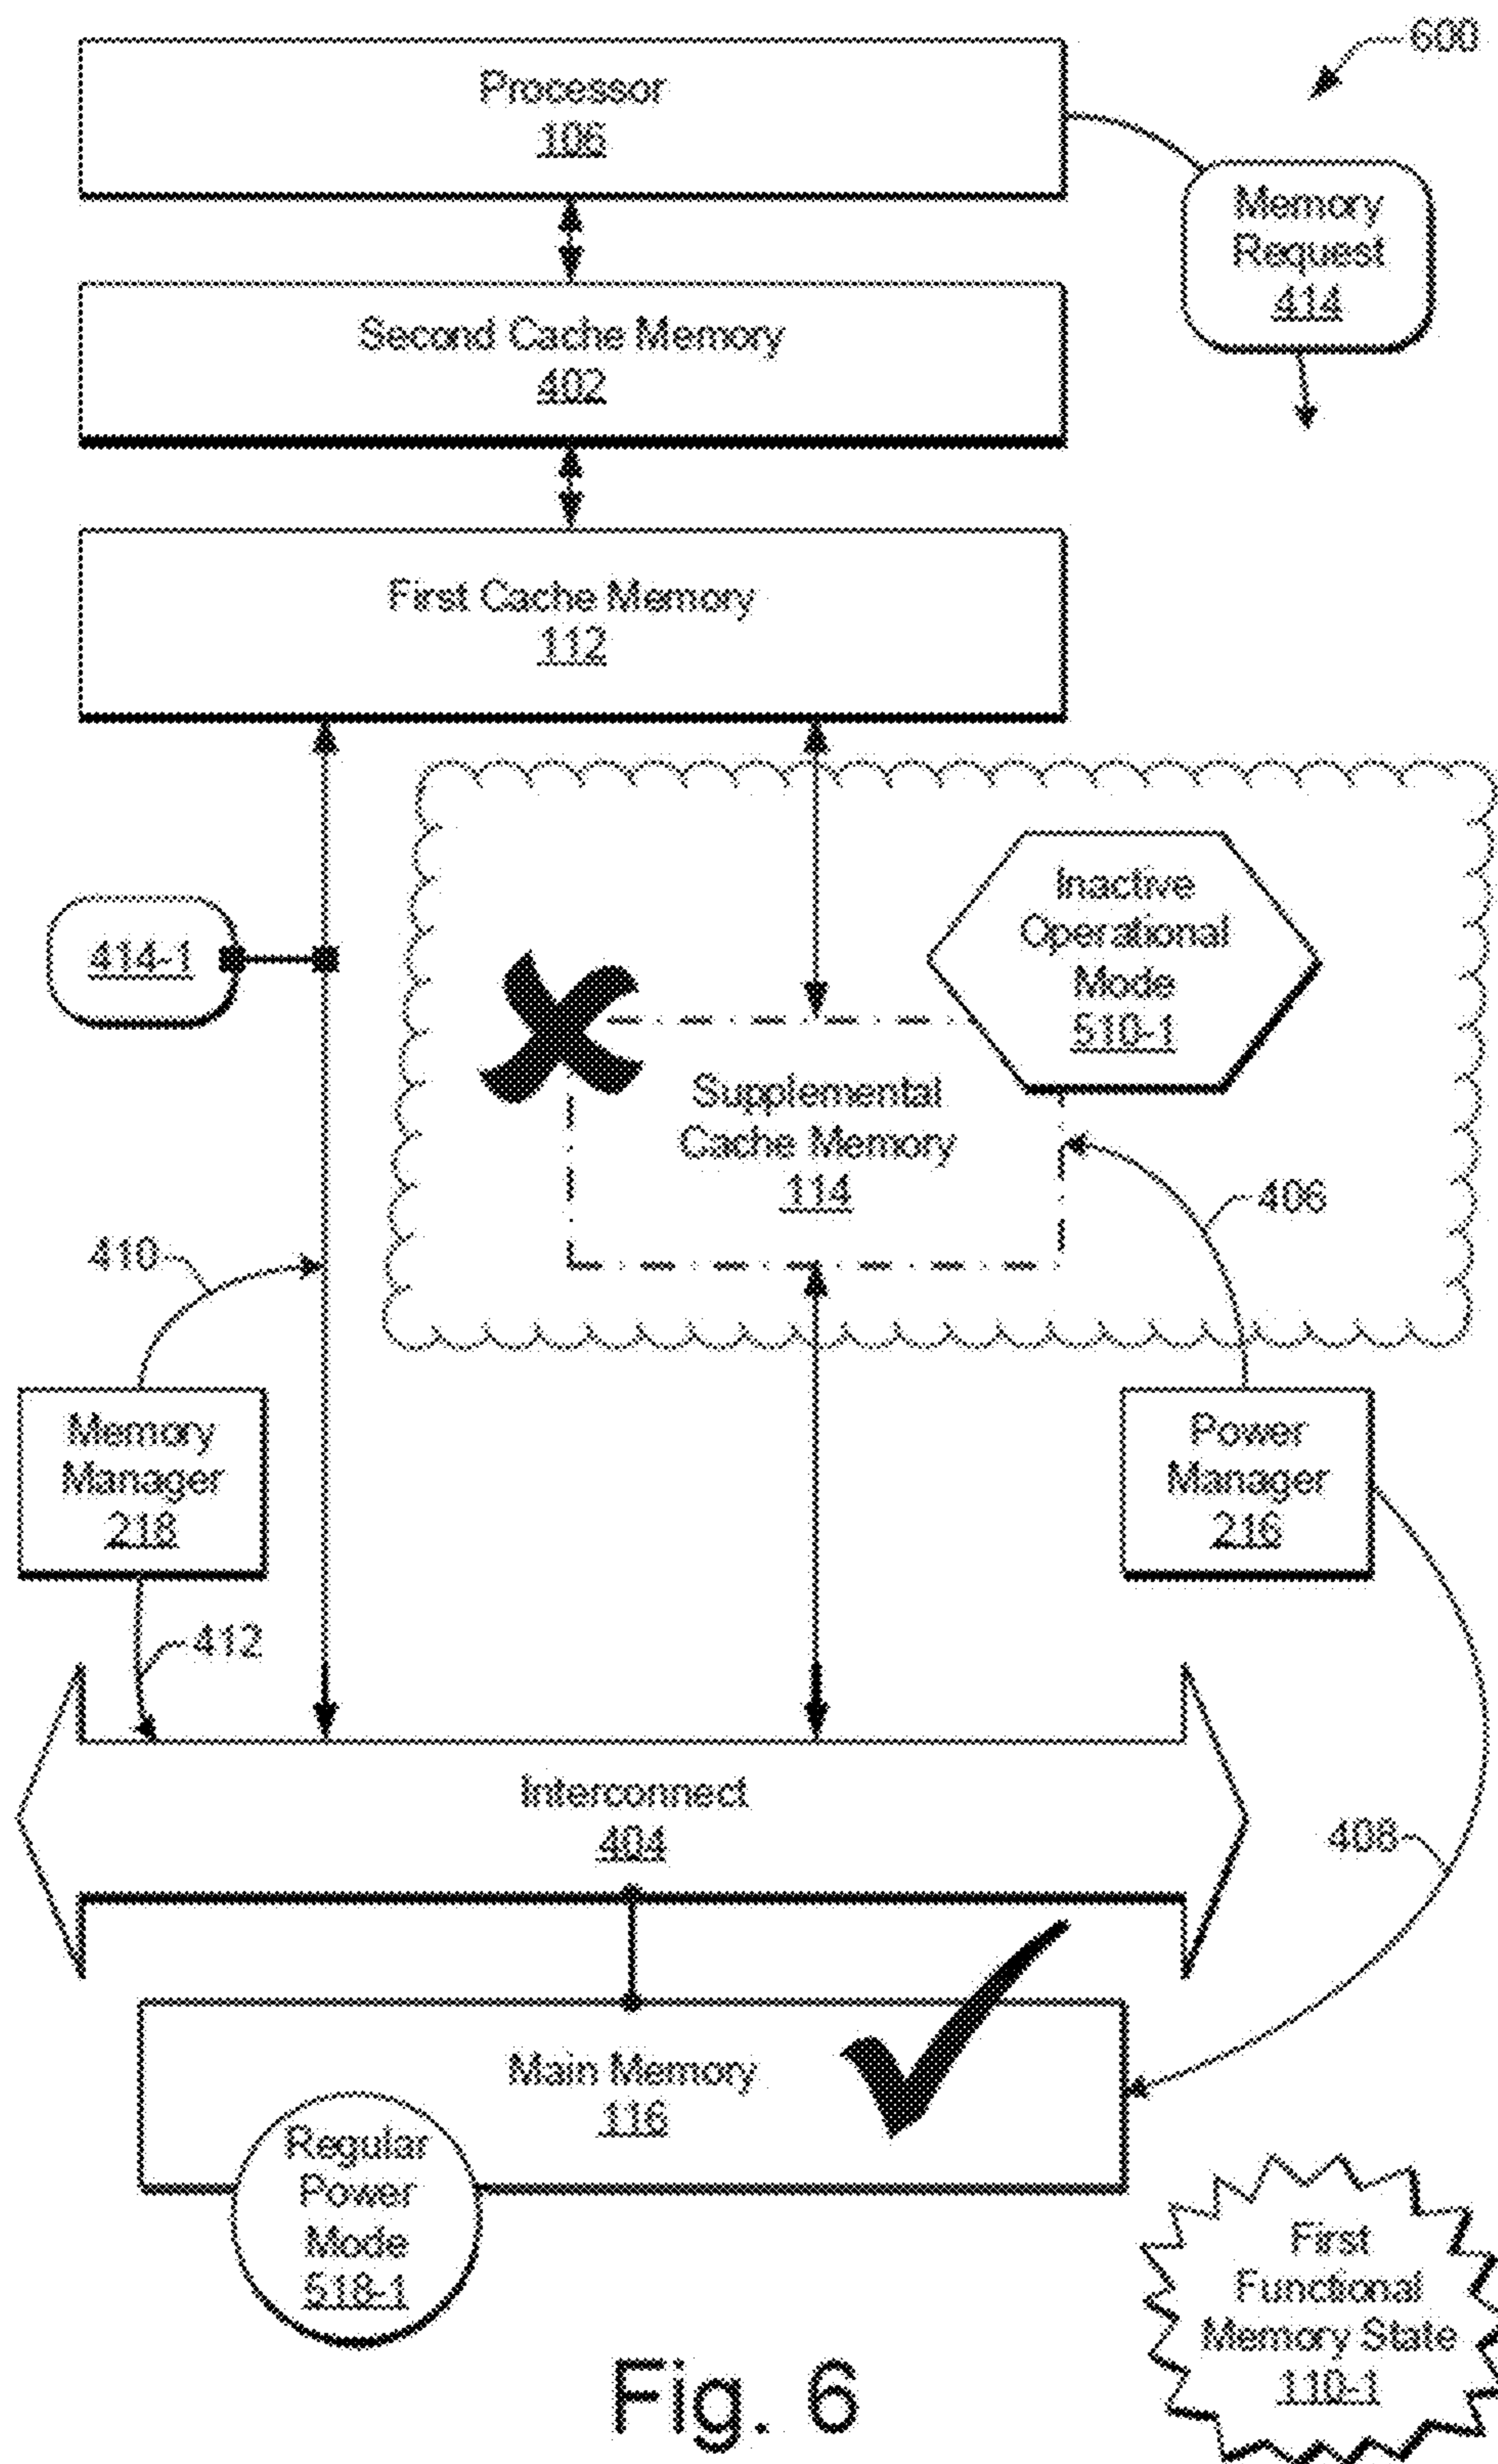 600
Processor
106
Memory
Request
414
Second Cache Memory
402
First Cache Memory
112
Inactive
Operational
Mode
510-1
414-1
Supplemental
Cache Memory
114
406
410
Memory
Manager
218
Power
Manager
216
412
Interconnect
404
408
Main Memory
116
Regular
Power
Mode
518-1
First
Functional
Memory State
110-1
Fig. 6